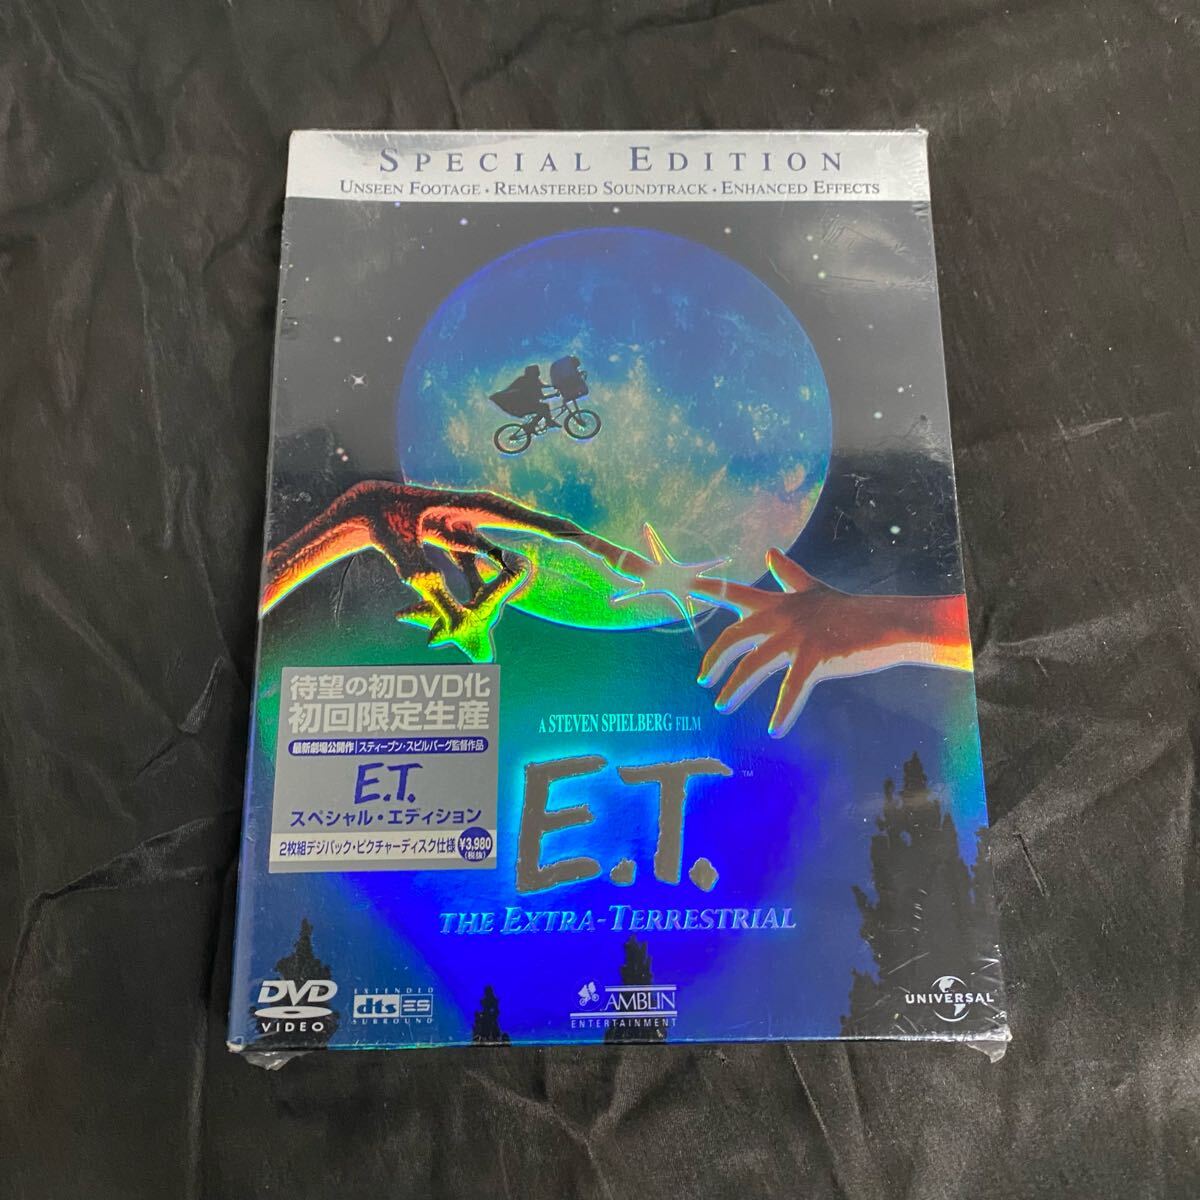 SPECIAL EDITION
UNSEEN FOOTAGE • REMASTERED SOUNDTRACK • ENHANCED EFFECTS
待望の初DVD化
初回限定生産
最新劇場公開作 | スティーブン・スピルバーグ監督作品
E.T.
スペシャル・エディション
2枚組デジパック・ピクチャーディスク仕様 ¥3,980
(税抜)
A STEVEN SPIELBERG FILM
E.T.™
THE EXTRA-TERRESTRIAL
DVD
VIDEO
EXTENDED
dts ES
SURROUND
AMBLIN
ENTERTAINMENT
UNIVERSAL